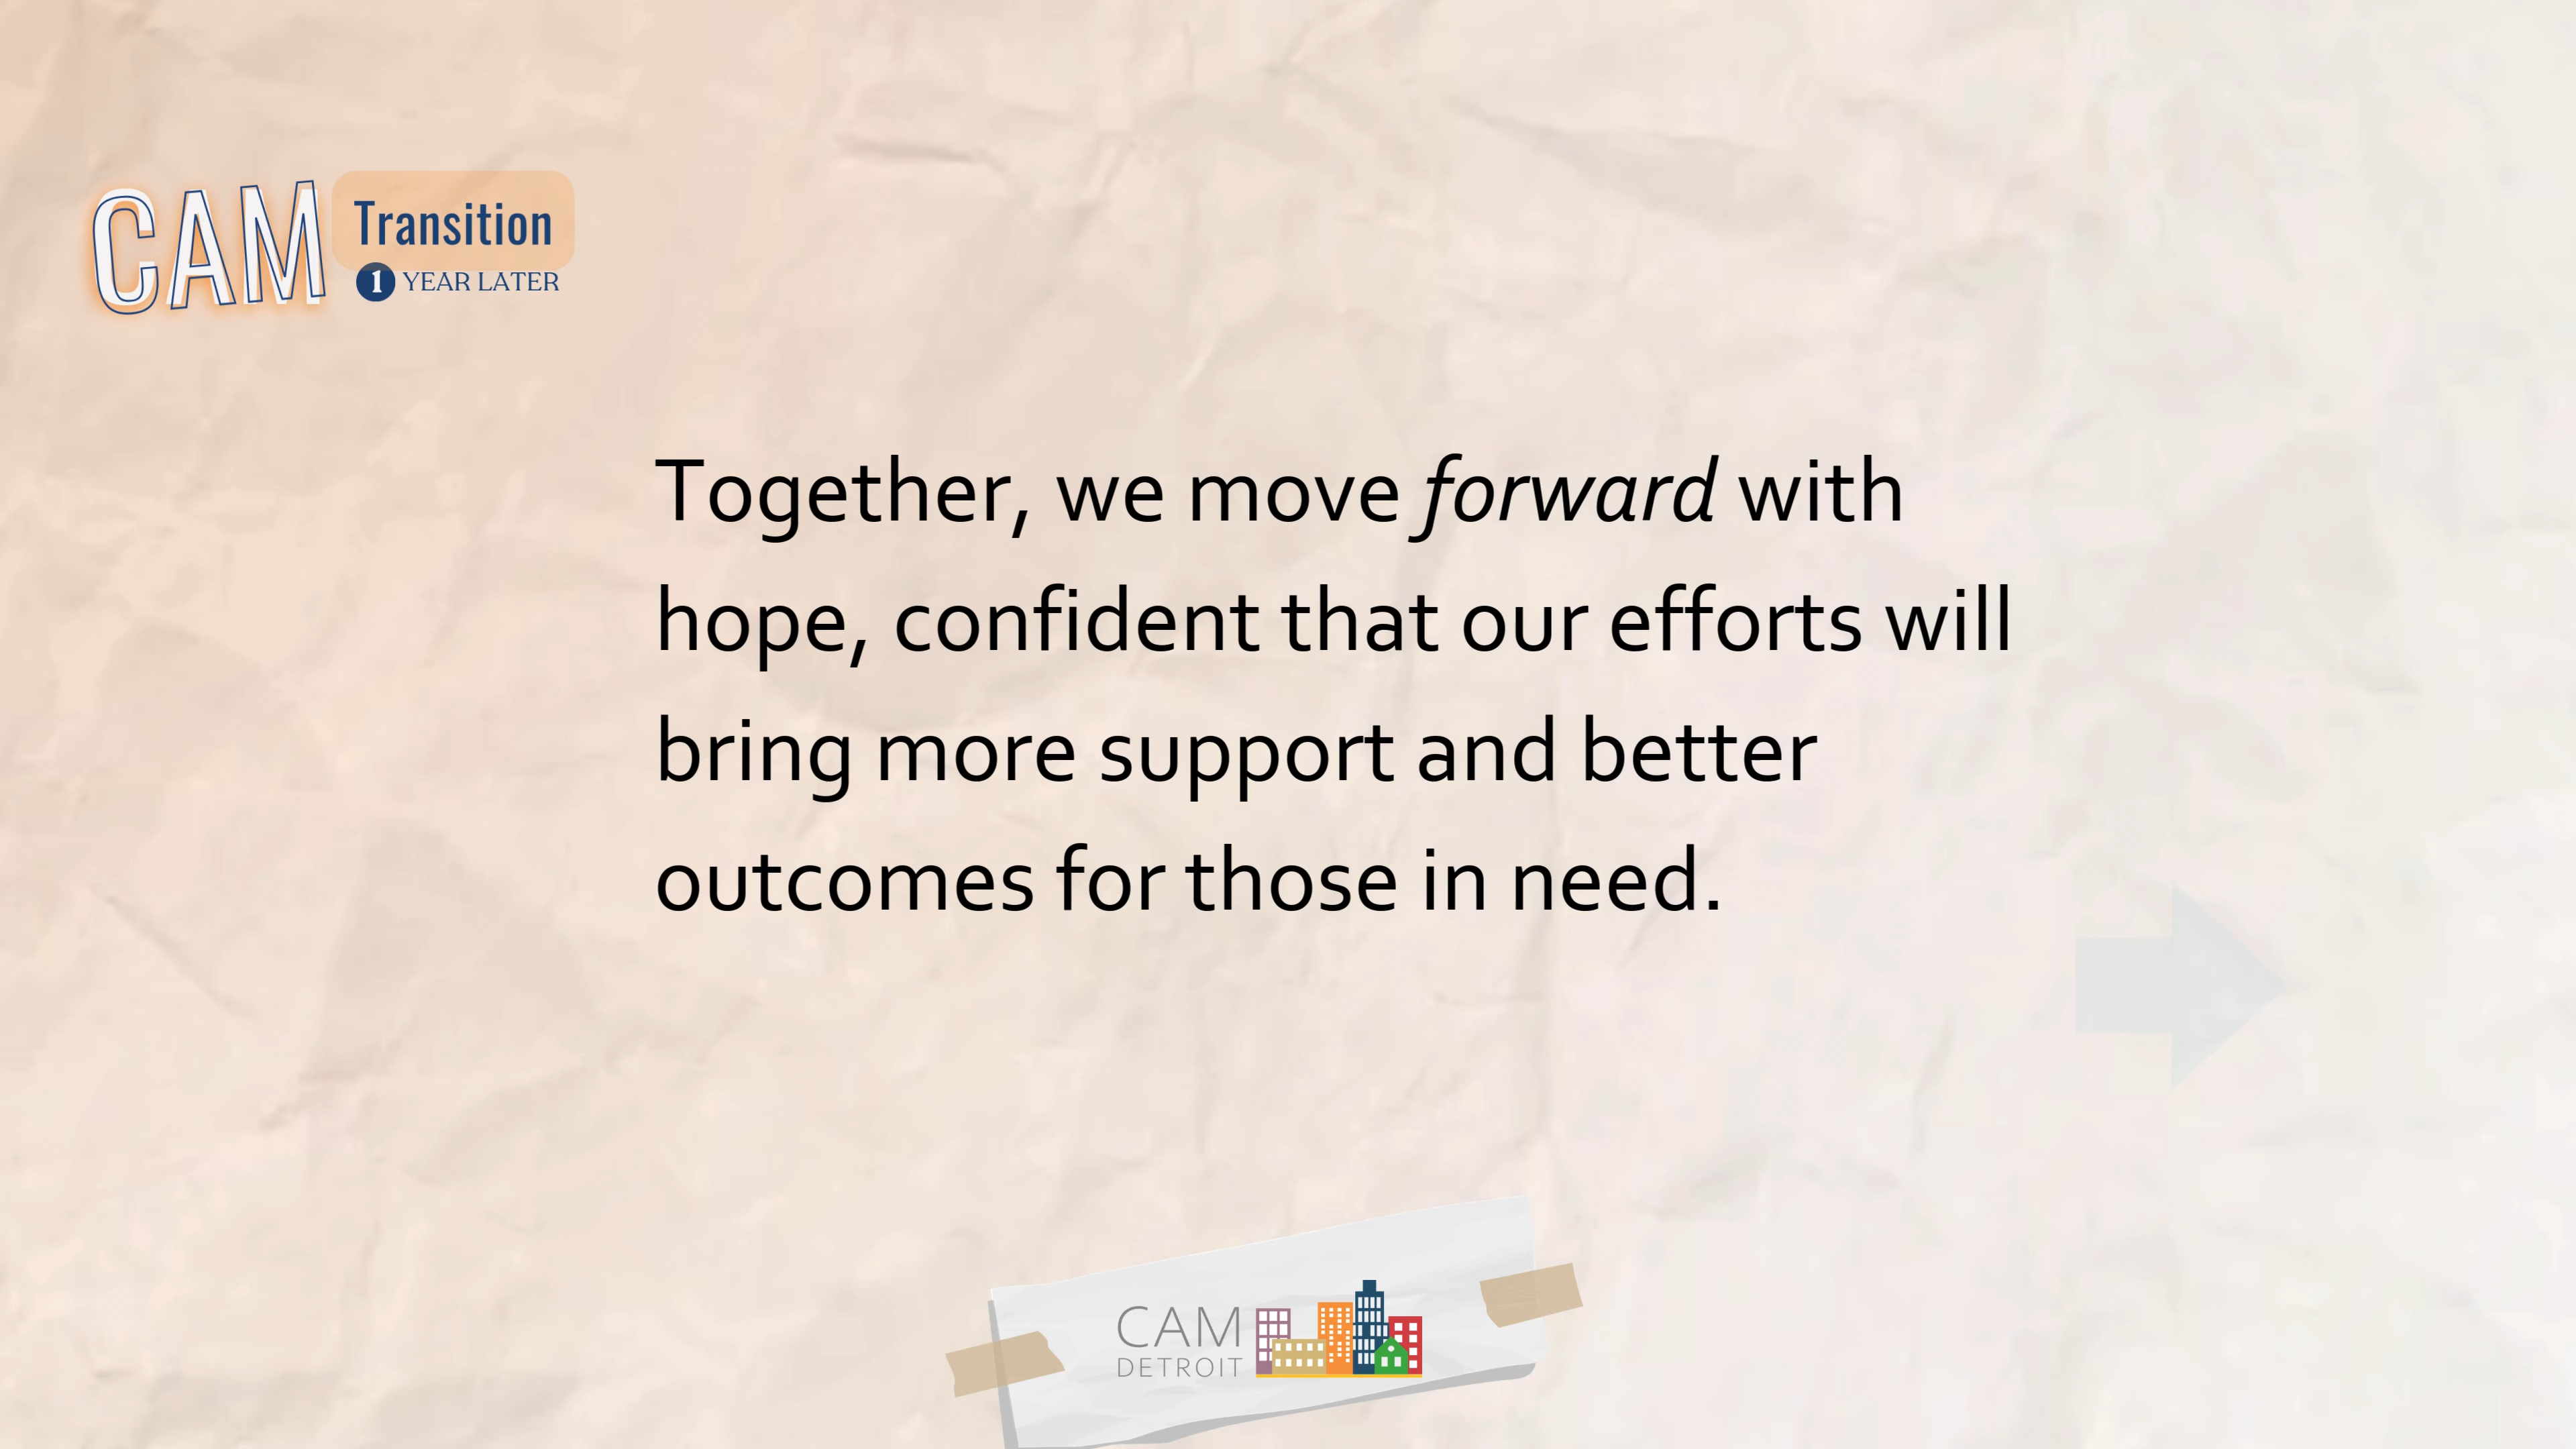 CAM Transition
1 YEAR LATER
Together, we move forward with
hope, confident that our efforts will
bring more support and better
outcomes for those in need.
CAM
DETROIT